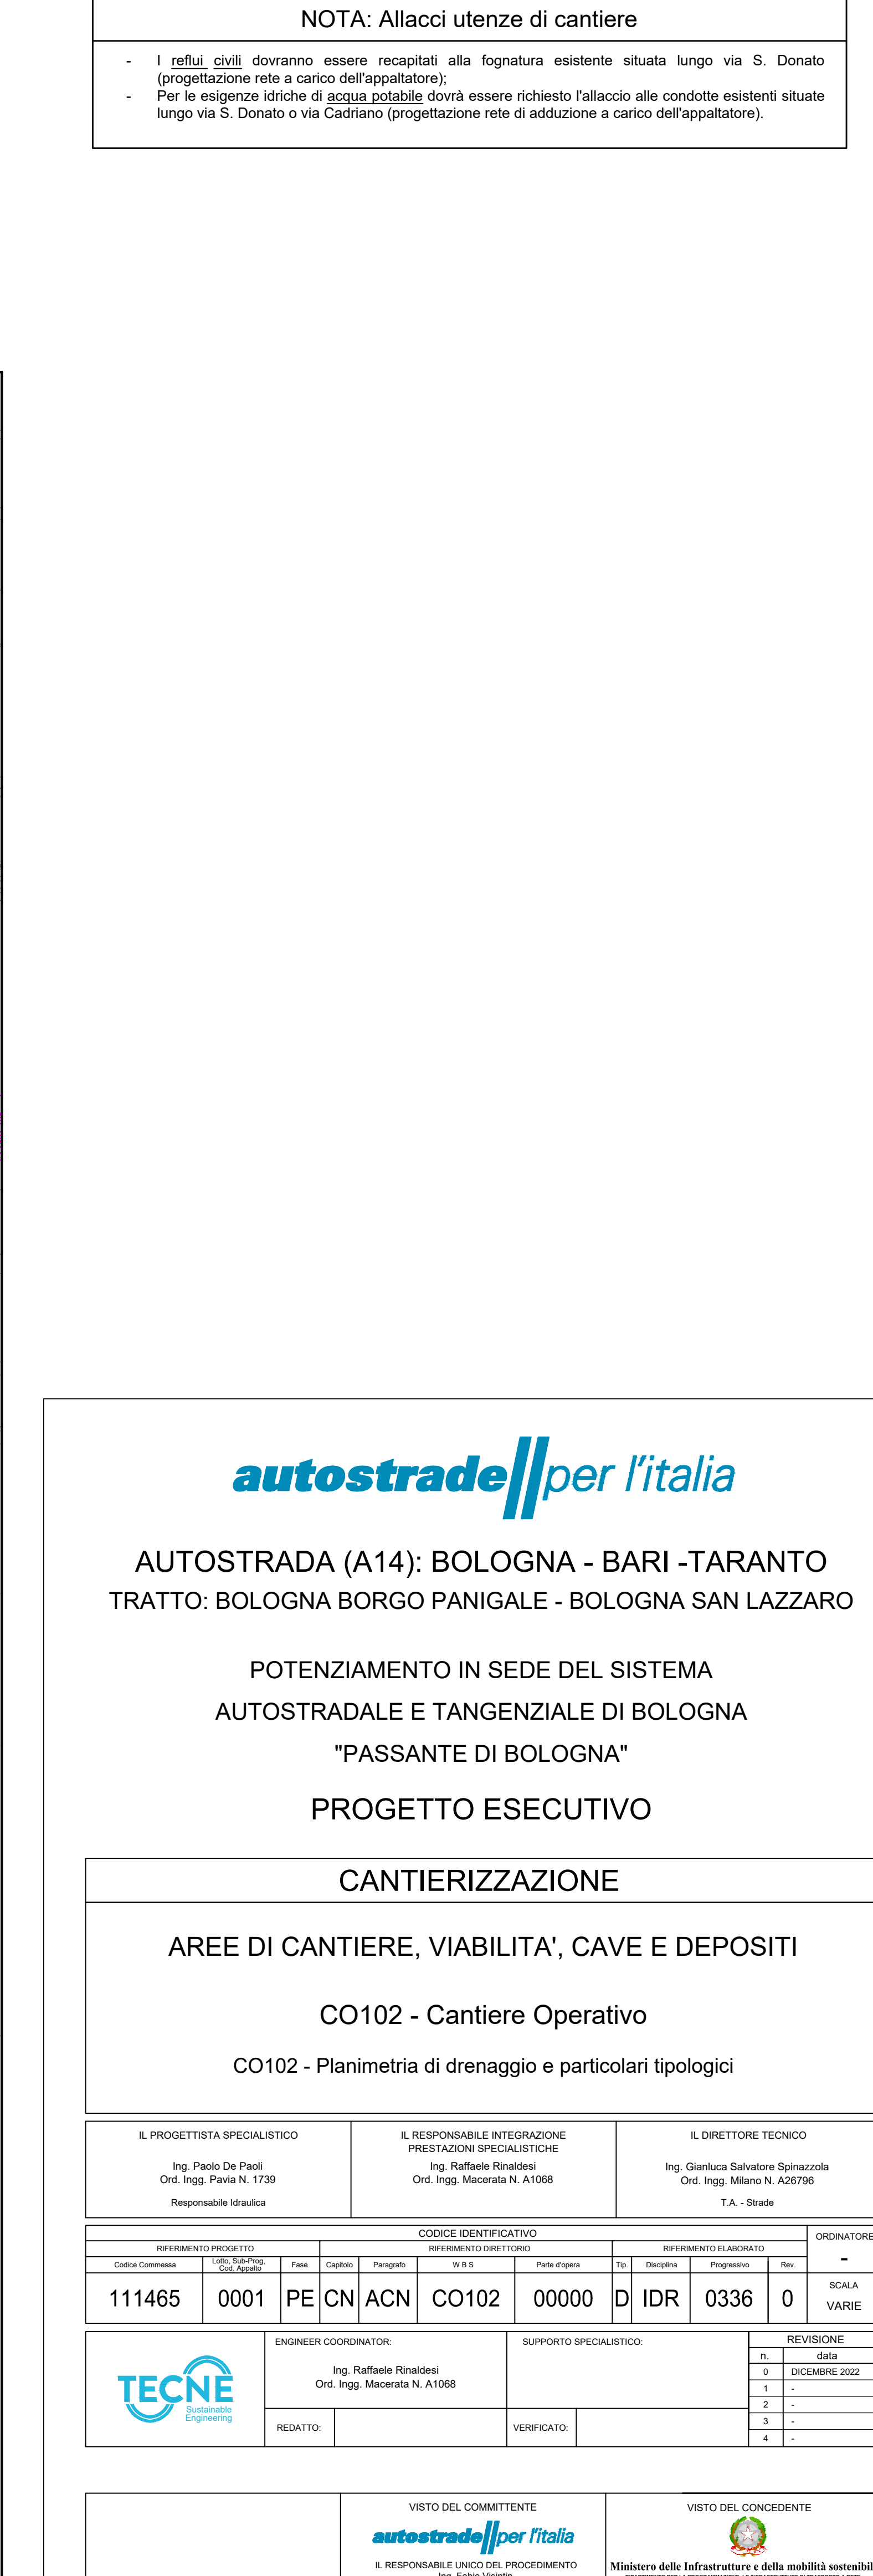 NOTA: Allacci utenze di cantiere
- I reflui civili dovranno essere recapitati alla fognatura esistente situata lungo via S. Donato
(progettazione rete a carico dell'appaltatore);
- Per le esigenze idriche di acqua potabile dovrà essere richiesto l'allaccio alle condotte esistenti situate
lungo via S. Donato o via Cadriano (progettazione rete di adduzione a carico dell'appaltatore).
autostrade per l'italia
AUTOSTRADA (A14): BOLOGNA - BARI -TARANTO
TRATTO: BOLOGNA BORGO PANIGALE - BOLOGNA SAN LAZZARO
POTENZIAMENTO IN SEDE DEL SISTEMA
AUTOSTRADALE E TANGENZIALE DI BOLOGNA
"PASSANTE DI BOLOGNA"
PROGETTO ESECUTIVO
CANTIERIZZAZIONE
AREE DI CANTIERE, VIABILITA', CAVE E DEPOSITI
CO102 - Cantiere Operativo
CO102 - Planimetria di drenaggio e particolari tipologici
IL PROGETTISTA SPECIALISTICO
Ing. Paolo De Paoli
Ord. Ingg. Pavia N. 1739
Responsabile Idraulica
IL RESPONSABILE INTEGRAZIONE
PRESTAZIONI SPECIALISTICHE
Ing. Raffaele Rinaldesi
Ord. Ingg. Macerata N. A1068
IL DIRETTORE TECNICO
Ing. Gianluca Salvatore Spinazzola
Ord. Ingg. Milano N. A26796
T.A. - Strade
CODICE IDENTIFICATIVO
RIFERIMENTO PROGETTO RIFERIMENTO DIRETTORIO RIFERIMENTO ELABORATO
Codice Commessa Lotto, Sub-Prog, Cod. Appalto Fase Capitolo Paragrafo W B S Parte d'opera Tip. Disciplina Progressivo Rev.
111465 0001 PE CN ACN CO102 00000 D IDR 0336 0
ORDINATORE
-
SCALA
VARIE
TECNE
Sustainable
Engineering
ENGINEER COORDINATOR:
Ing. Raffaele Rinaldesi
Ord. Ingg. Macerata N. A1068
SUPPORTO SPECIALISTICO:
REDATTO:
VERIFICATO:
REVISIONE
n. data
0 DICEMBRE 2022
1 -
2 -
3 -
4 -
VISTO DEL COMMITTENTE
autostrade per l'italia
IL RESPONSABILE UNICO DEL PROCEDIMENTO
Ing. Fabio Visintin
VISTO DEL CONCEDENTE
Ministero delle Infrastrutture e della mobilità sostenibil